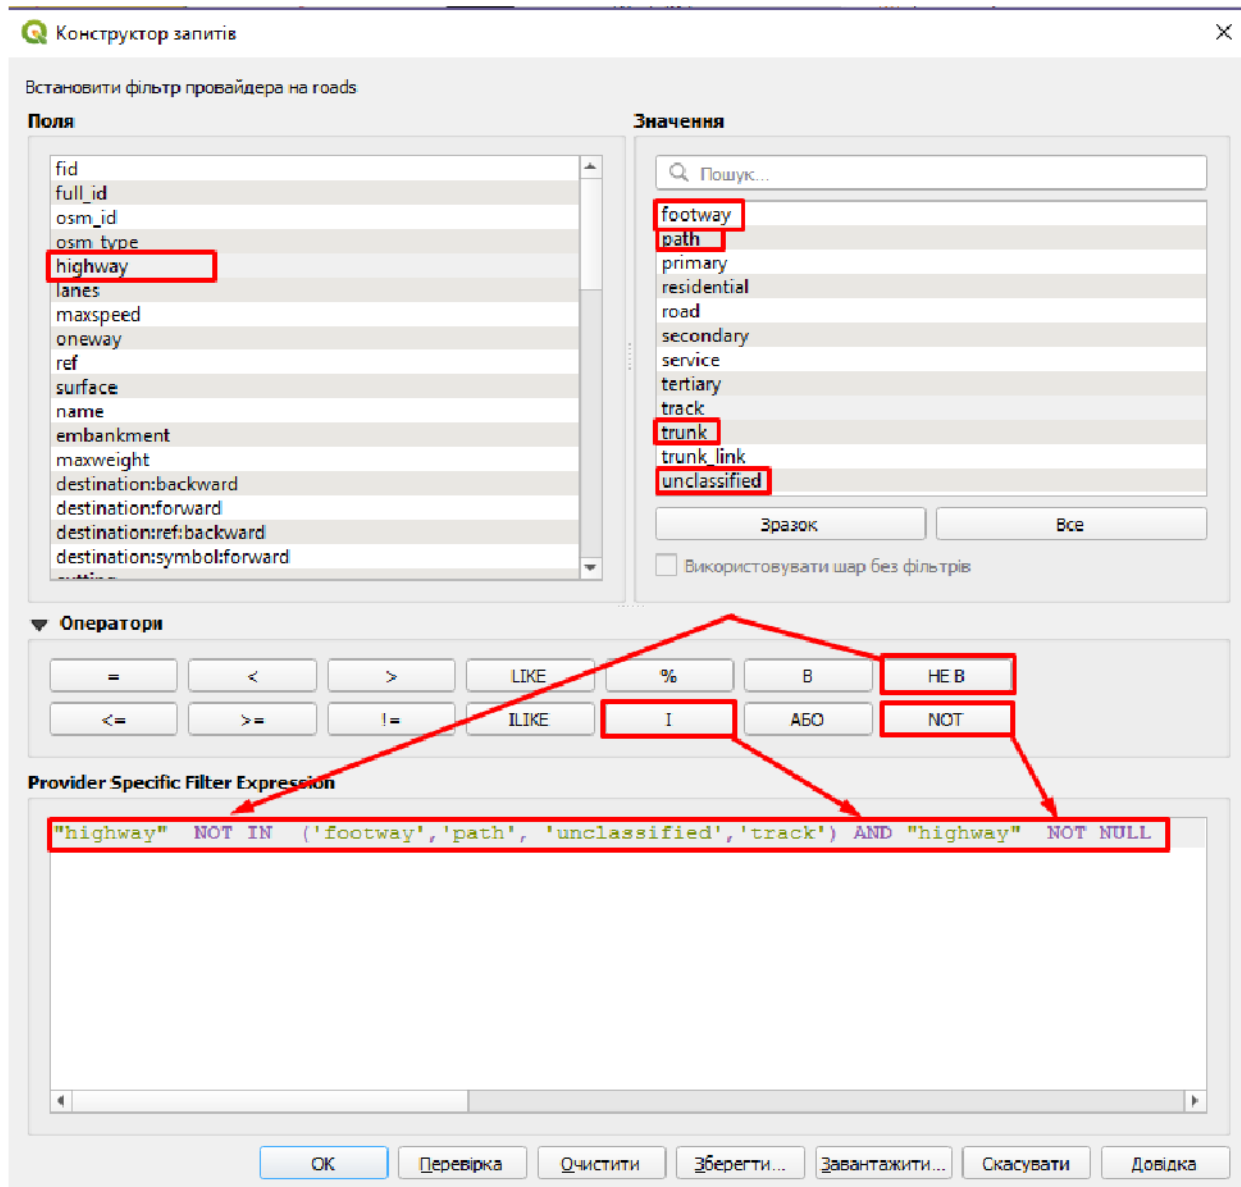 Конструктор запитів
Встановити фільтр провайдера на roads
Поля
fid
full_id
osm_id
osm_type
highway
lanes
maxspeed
oneway
ref
surface
name
embankment
maxweight
destination:backward
destination:forward
destination:ref:backward
destination:symbol:forward
Значення
Пошук...
footway
path
primary
residential
road
secondary
service
tertiary
track
trunk
trunk_link
unclassified
Зразок Все
Використовувати шар без фільтрів
Оператори
= < > LIKE % В НЕ В
<= >= != ILIKE І АБО NOT
Provider Specific Filter Expression
"highway" NOT IN ('footway','path', 'unclassified','track') AND "highway" NOT NULL
OK Перевірка Очистити Зберегти... Завантажити... Скасувати Довідка